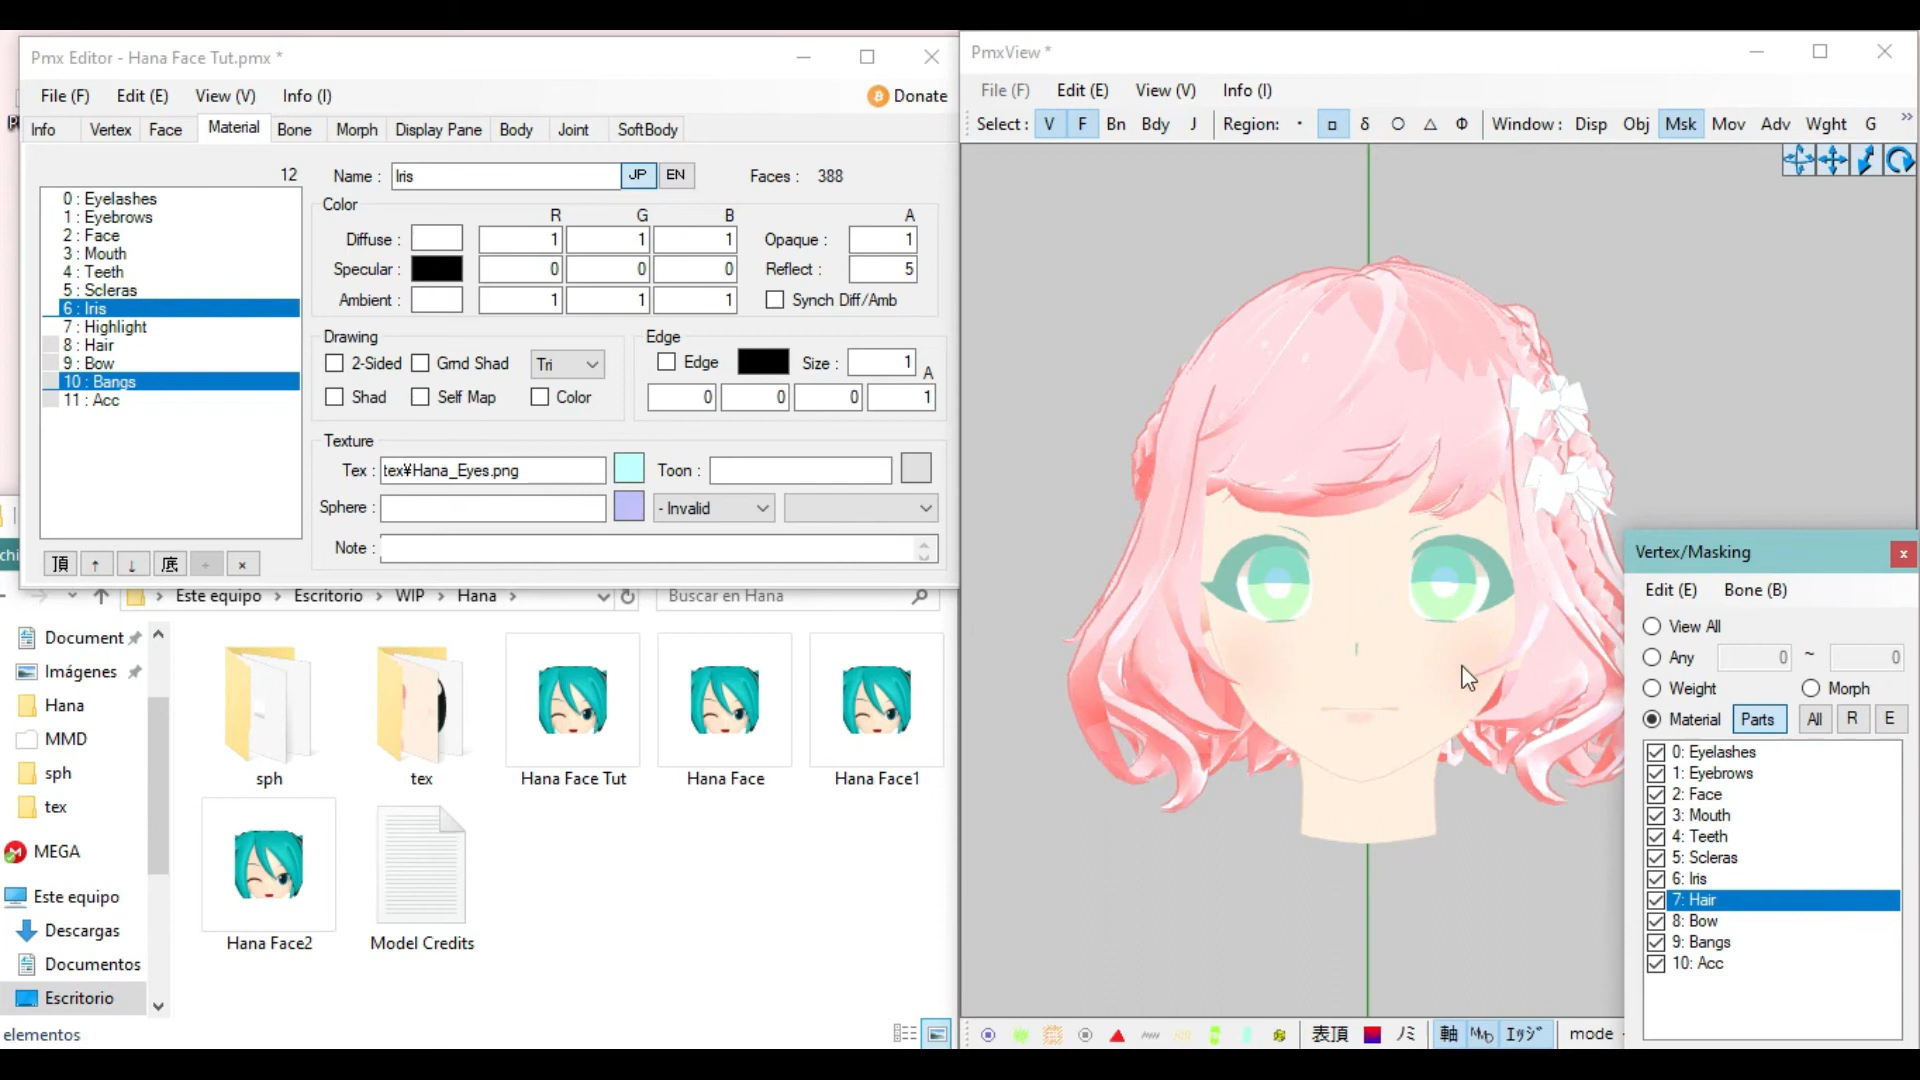 Pmx Editor - Hana Face Tut.pmx *
File (F) Edit (E) View (V) Info (I) Donate
Info Vertex Face Material Bone Morph Display Pane Body Joint SoftBody
12
0 : Eyelashes
1 : Eyebrows
2 : Face
3 : Mouth
4 : Teeth
5 : Scleras
6 : Iris
7 : Highlight
8 : Hair
9 : Bow
10 : Bangs
11 : Acc
頂 ↑ ↓ 底 + ×
Name : Iris JP EN Faces : 388
Color
R G B A
Diffuse : 1 1 1 Opaque : 1
Specular : 0 0 0 Reflect : 5
Ambient : 1 1 1 Synch Diff/Amb
Drawing
2-Sided Grnd Shad Tri
Shad Self Map Color
Edge
Edge Size : 1
A
0 0 0 1
Texture
Tex : tex¥Hana_Eyes.png Toon :
Sphere : - Invalid
Note :
Este equipo > Escritorio > WIP > Hana > Buscar en Hana
Document
Imágenes
Hana
MMD
sph
tex
MEGA
Este equipo
Descargas
Documentos
Escritorio
sph tex Hana Face Tut Hana Face Hana Face1
Hana Face2 Model Credits
elementos
PmxView *
File (F) Edit (E) View (V) Info (I)
Select : V F Bn Bdy J Region: Window : Disp Obj Msk Mov Adv Wght G
Vertex/Masking
Edit (E) Bone (B)
View All
Any 0 ~ 0
Weight Morph
Material Parts All R E
0: Eyelashes
1: Eyebrows
2: Face
3: Mouth
4: Teeth
5: Scleras
6: Iris
7: Hair
8: Bow
9: Bangs
10: Acc
表頂 軸 エッジ mode